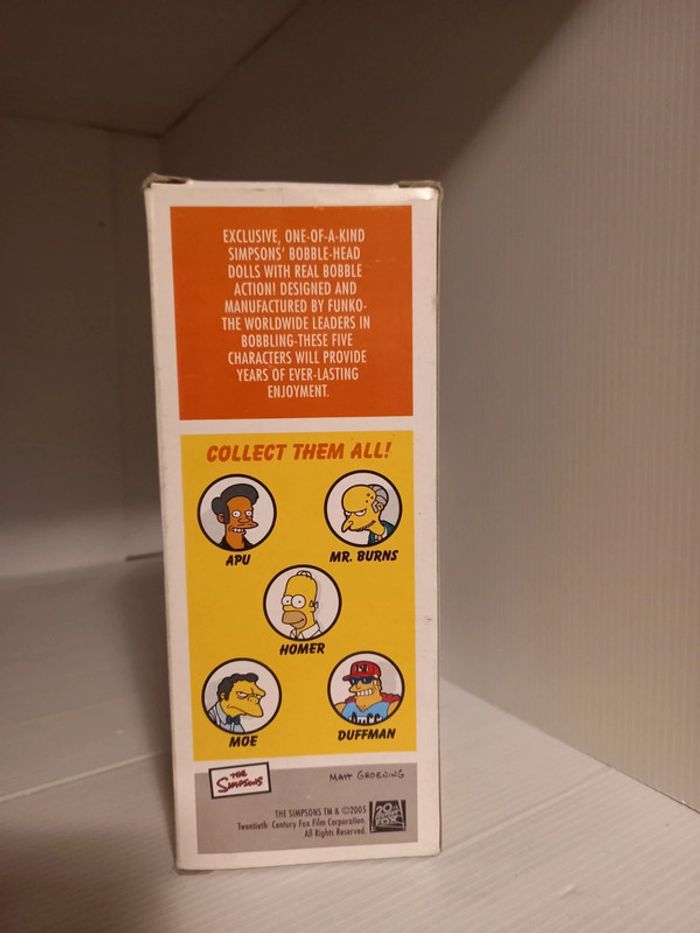 EXCLUSIVE, ONE-OF-A-KIND
SIMPSONS' BOBBLE-HEAD
DOLLS WITH REAL BOBBLE
ACTION! DESIGNED AND
MANUFACTURED BY FUNKO-
THE WORLDWIDE LEADERS IN
BOBBLING-THESE FIVE
CHARACTERS WILL PROVIDE
YEARS OF EVER-LASTING
ENJOYMENT.
COLLECT THEM ALL!
APU
MR. BURNS
HOMER
MOE
DUFFMAN
THE
SIMPSONS
MATT GROENING
THE SIMPSONS TM & ©2005
Twentieth Century Fox Film Corporation.
All Rights Reserved.
20th
CENTURY
FOX